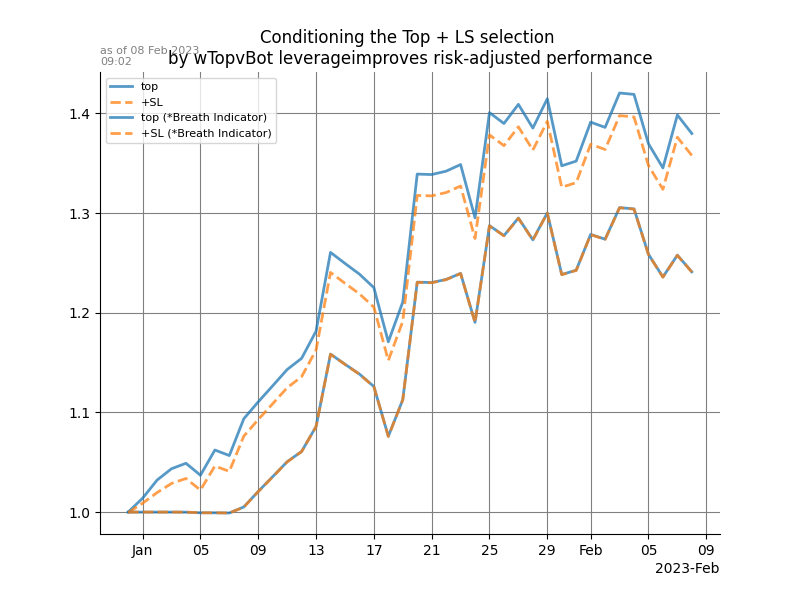 Conditioning the Top + LS selection
by wTopvBot leverageimproves risk-adjusted performance
as of 08 Feb 2023
09:02
top
+SL
top (*Breath Indicator)
+SL (*Breath Indicator)
1.4
1.3
1.2
1.1
1.0
Jan 05 09 13 17 21 25 29 Feb 05 09
2023-Feb